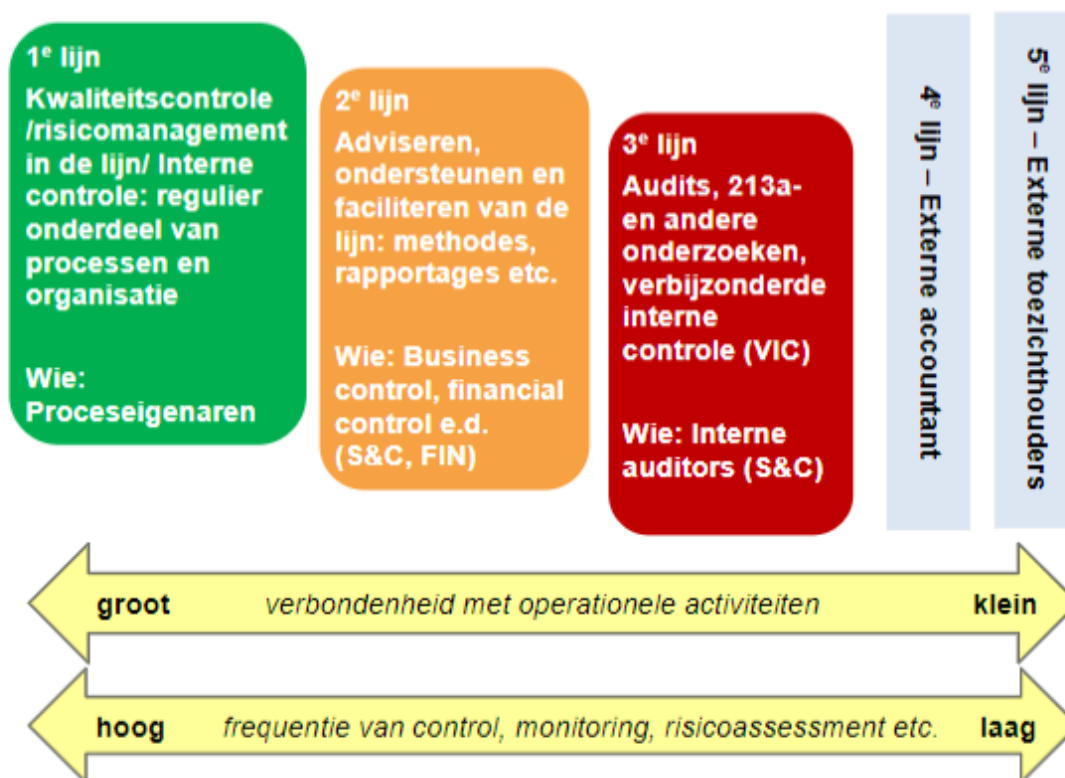 1e lijn
Kwaliteitscontrole
/risicomanagement
in de lijn/ Interne
controle: regulier
onderdeel van
processen en
organisatie
Wie:
Proceseigenaren
2e lijn
Adviseren,
ondersteunen en
faciliteren van de
lijn: methodes,
rapportages etc.
Wie: Business
control, financial
control e.d.
(S&C, FIN)
3e lijn
Audits, 213a-
en andere
onderzoeken,
verbijzonderde
interne
controle (VIC)
Wie: Interne
auditors (S&C)
4e lijn – Externe accountant
5e lijn – Externe toezichthouders
groot verbondenheid met operationele activiteiten klein
hoog frequentie van control, monitoring, risicoassessment etc. laag